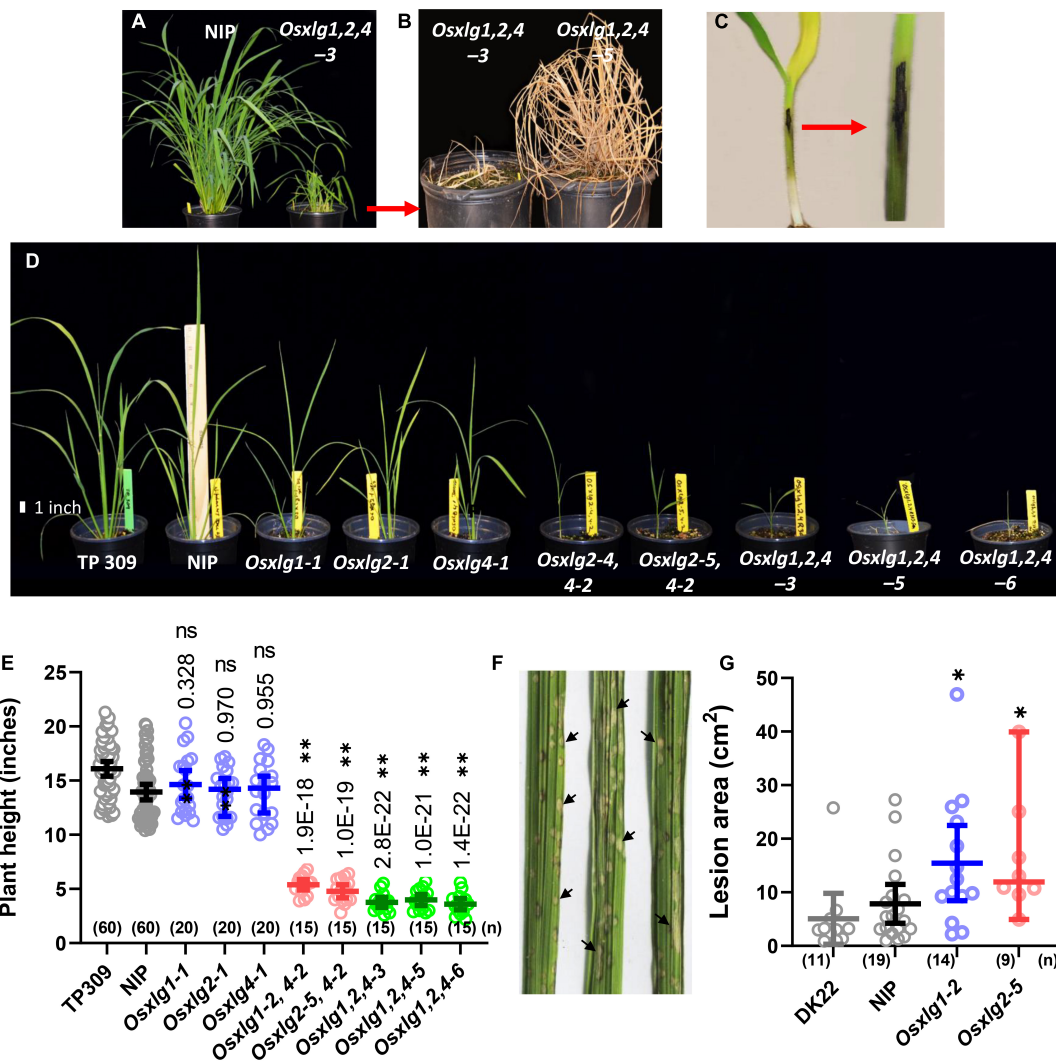 A
NIP
Osxlg1,2,4
–3
B
Osxlg1,2,4
–3
Osxlg1,2,4
–5
C
D
1 inch
TP 309
NIP
Osxlg1-1
Osxlg2-1
Osxlg4-1
Osxlg2-4,
4-2
Osxlg2-5,
4-2
Osxlg1,2,4
–3
Osxlg1,2,4
–5
Osxlg1,2,4
–6
E
Plant height (inches)
25
20
15
10
5
0
ns
0.328
ns
0.970
ns
0.955
1.9E-18 **
1.0E-19 **
2.8E-22 **
1.0E-21 **
1.4E-22 **
(60) (60) (20) (20) (20) (15) (15) (15) (15) (15) (n)
TP309
NIP
Osxlg1-1
Osxlg2-1
Osxlg4-1
Osxlg1-2, 4-2
Osxlg2-5, 4-2
Osxlg1,2,4-3
Osxlg1,2,4-5
Osxlg1,2,4-6
F
G
Lesion area (cm²)
50
40
30
20
10
0
*
*
(11) (19) (14) (9) (n)
DK22
NIP
Osxlg1-2
Osxlg2-5